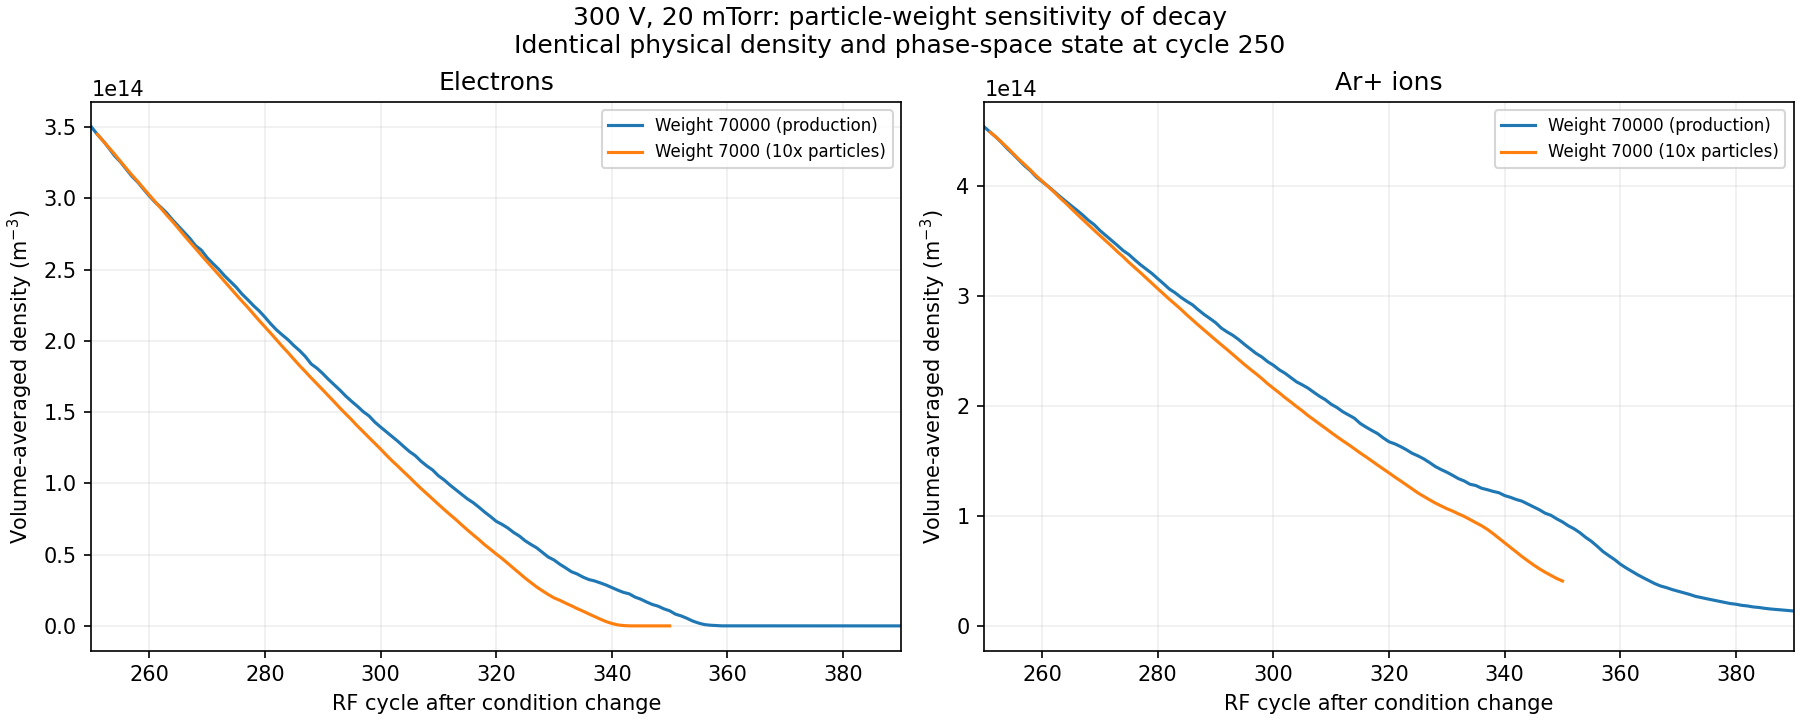 300 V, 20 mTorr: particle-weight sensitivity of decay
Identical physical density and phase-space state at cycle 250
Electrons
1e14
Weight 70000 (production)
Weight 7000 (10x particles)
3.5
3.0
2.5
2.0
1.5
1.0
0.5
0.0
Volume-averaged density (m⁻³)
260 280 300 320 340 360 380
RF cycle after condition change
Ar+ ions
1e14
Weight 70000 (production)
Weight 7000 (10x particles)
4
3
2
1
0
Volume-averaged density (m⁻³)
260 280 300 320 340 360 380
RF cycle after condition change